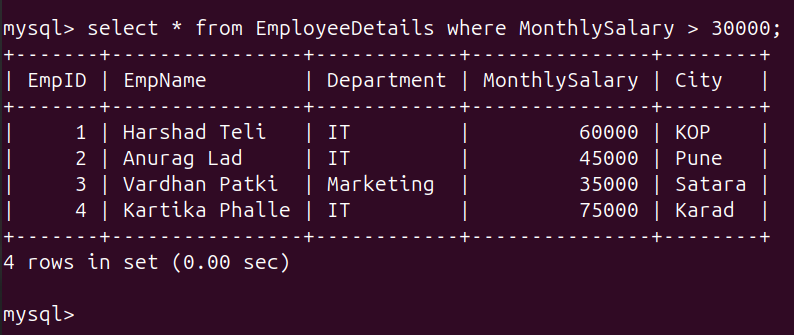 mysql> select * from EmployeeDetails where MonthlySalary > 30000;
+-------+----------------+------------+---------------+--------+
| EmpID | EmpName        | Department | MonthlySalary | City   |
+-------+----------------+------------+---------------+--------+
|     1 | Harshad Teli   | IT         |         60000 | KOP    |
|     2 | Anurag Lad     | IT         |         45000 | Pune   |
|     3 | Vardhan Patki  | Marketing  |         35000 | Satara |
|     4 | Kartika Phalle | IT         |         75000 | Karad  |
+-------+----------------+------------+---------------+--------+
4 rows in set (0.00 sec)
mysql>